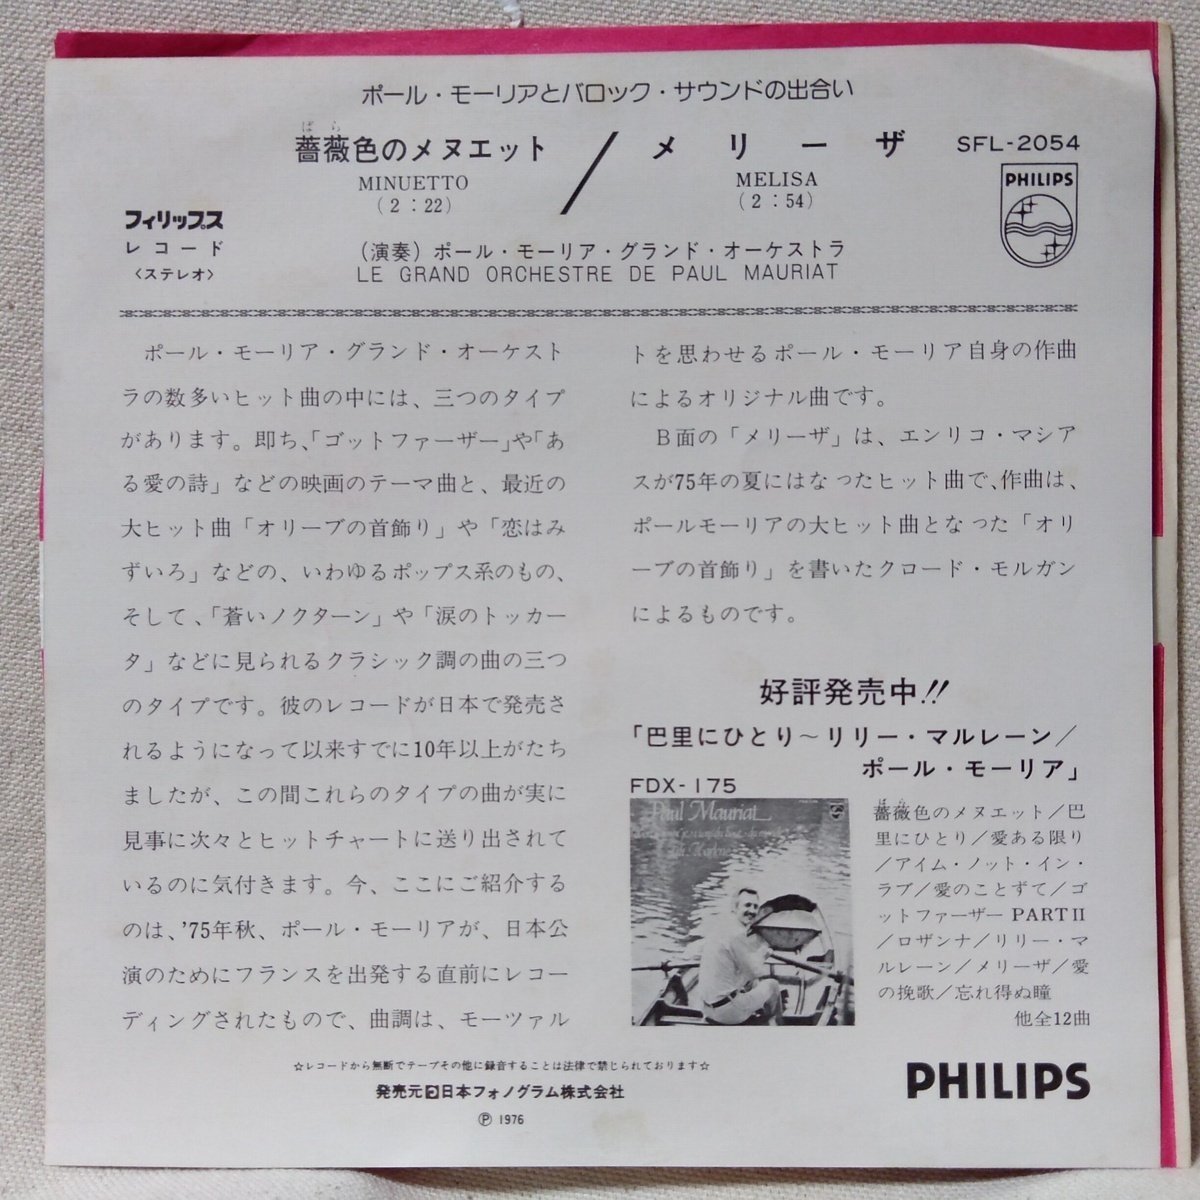 ポール・モーリアとバロック・サウンドの出合い
ばら
薔薇色のメヌエット／メリーザ SFL-2054
MINUETTO MELISA
(2:22) (2:54)
PHILIPS
フィリップス
レコード
〈ステレオ〉
(演奏)ポール・モーリア・グランド・オーケストラ
LE GRAND ORCHESTRE DE PAUL MAURIAT
ポール・モーリア・グランド・オーケスト
ラの数多いヒット曲の中には、三つのタイプ
があります。即ち、「ゴットファーザー」や「あ
る愛の詩」などの映画のテーマ曲と、最近の
大ヒット曲「オリーブの首飾り」や「恋はみ
ずいろ」などの、いわゆるポップス系のもの、
そして、「蒼いノクターン」や「涙のトッカー
タ」などに見られるクラシック調の曲の三つ
のタイプです。彼のレコードが日本で発売さ
れるようになって以来すでに10年以上がたち
ましたが、この間これらのタイプの曲が実に
見事に次々とヒットチャートに送り出されて
いるのに気付きます。今、ここにご紹介する
のは、'75年秋、ポール・モーリアが、日本公
演のためにフランスを出発する直前にレコー
ディングされたもので、曲調は、モーツァル
トを思わせるポール・モーリア自身の作曲
によるオリジナル曲です。
B面の「メリーザ」は、エンリコ・マシア
スが75年の夏にはなったヒット曲で、作曲は、
ポールモーリアの大ヒット曲となった「オリ
ーブの首飾り」を書いたクロード・モルガン
によるものです。
好評発売中!!
「巴里にひとり〜リリー・マルレーン／
ポール・モーリア」
FDX-175
Paul Mauriat
ばら
薔薇色のメヌエット／巴
里にひとり／愛ある限り
／アイム・ノット・イン・
ラブ／愛のことずて／ゴ
ットファーザー PART II
／ロザンナ／リリー・マ
ルレーン／メリーザ／愛
の挽歌／忘れ得ぬ瞳
他全12曲
☆レコードから無断でテープその他に録音することは法律で禁じられております☆
発売元 日本フォノグラム株式会社
Ⓟ 1976
PHILIPS